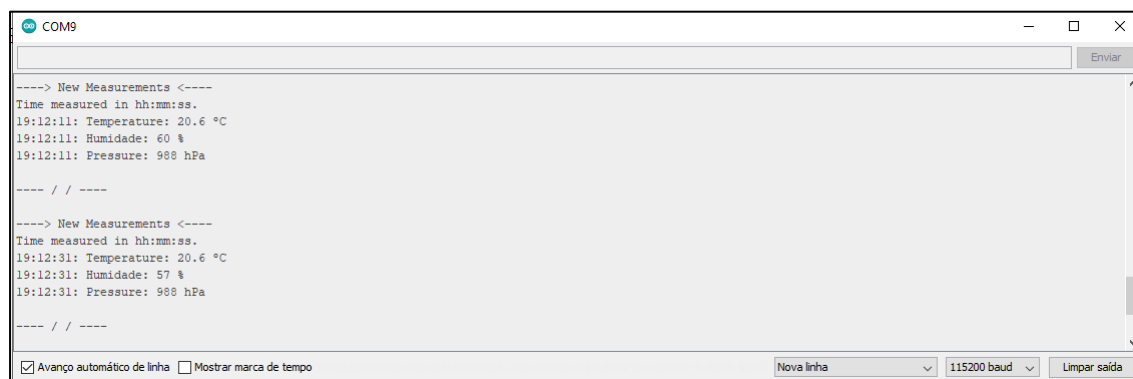 COM9
Enviar
----> New Measurements <----
Time measured in hh:mm:ss.
19:12:11: Temperature: 20.6 °C
19:12:11: Humidade: 60 %
19:12:11: Pressure: 988 hPa
---- / / ----
----> New Measurements <----
Time measured in hh:mm:ss.
19:12:31: Temperature: 20.6 °C
19:12:31: Humidade: 57 %
19:12:31: Pressure: 988 hPa
---- / / ----
Avanço automático de linha Mostrar marca de tempo Nova linha 115200 baud Limpar saída